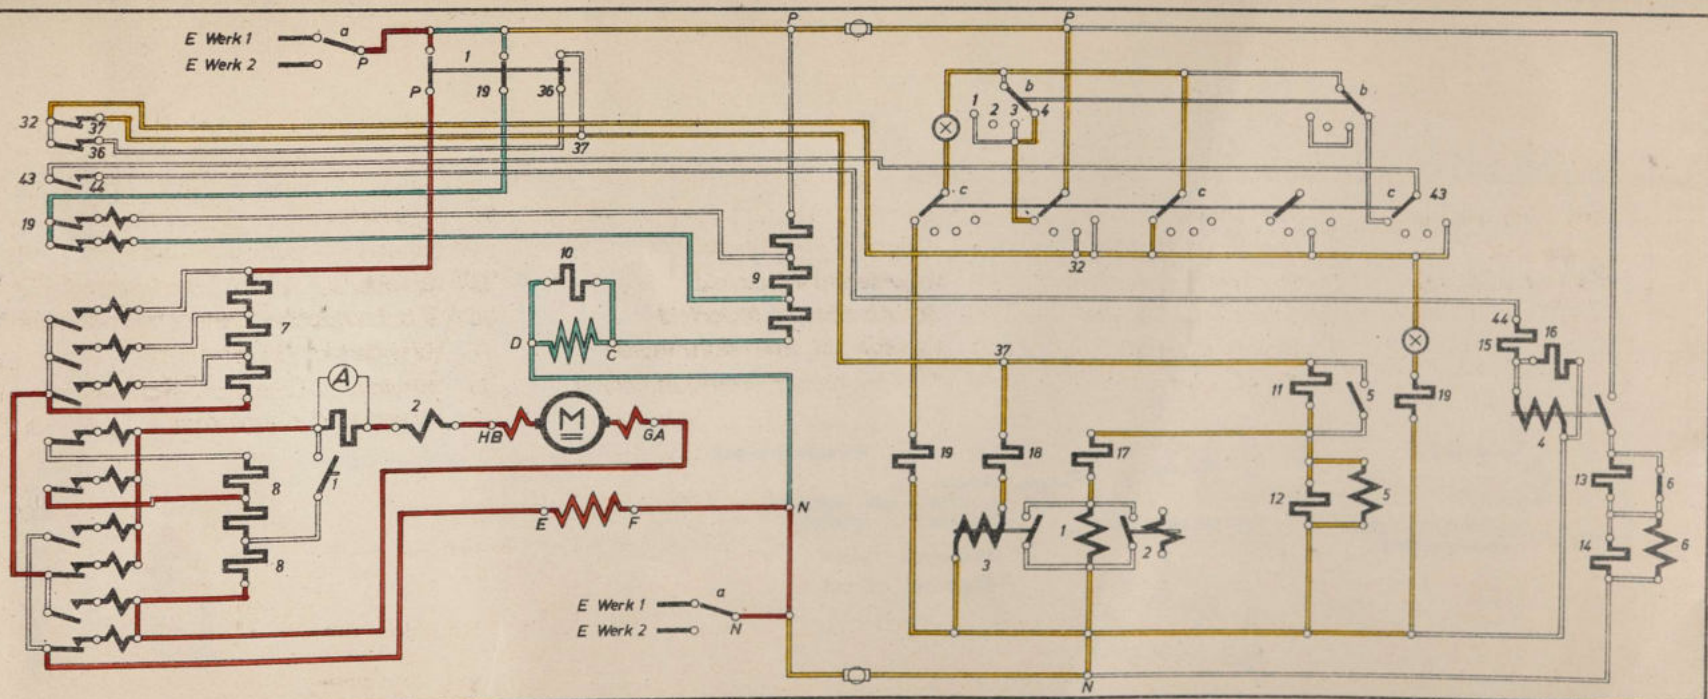 E Werk 1 a
E Werk 2 P
1
P 19 36
P
P
32 37
36 37
43 44
19
b
1 2 3 4
b
c c c 43
32
10
9
D C
7
A
2
HB M GA
1
8
8
E F
N
37
44
15 16
4
11 5
19
19 18 17
12 5
13 6
14 6
1
2
3
E Werk 1 a
E Werk 2 N
N